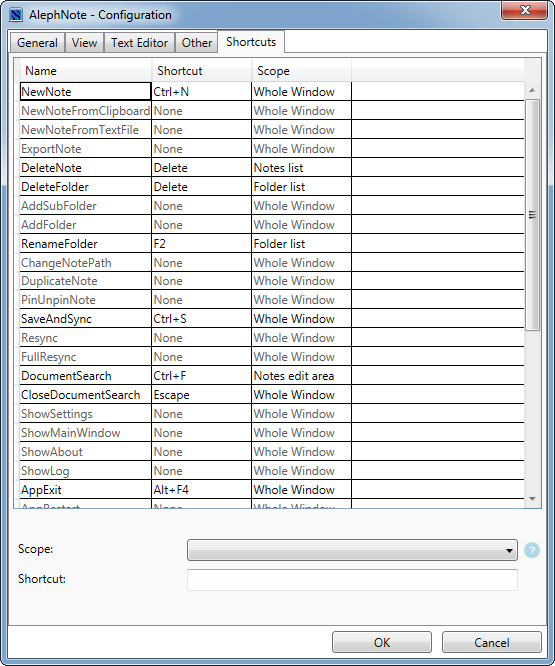 AlephNote - Configuration
General View Text Editor Other Shortcuts
Name Shortcut Scope
NewNote Ctrl+N Whole Window
NewNoteFromClipboard None Whole Window
NewNoteFromTextFile None Whole Window
ExportNote None Whole Window
DeleteNote Delete Notes list
DeleteFolder Delete Folder list
AddSubFolder None Whole Window
AddFolder None Whole Window
RenameFolder F2 Folder list
ChangeNotePath None Whole Window
DuplicateNote None Whole Window
PinUnpinNote None Whole Window
SaveAndSync Ctrl+S Whole Window
Resync None Whole Window
FullResync None Whole Window
DocumentSearch Ctrl+F Notes edit area
CloseDocumentSearch Escape Whole Window
ShowSettings None Whole Window
ShowMainWindow None Whole Window
ShowAbout None Whole Window
ShowLog None Whole Window
AppExit Alt+F4 Whole Window
AppRestart None Whole Window
Scope: ?
Shortcut:
OK Cancel